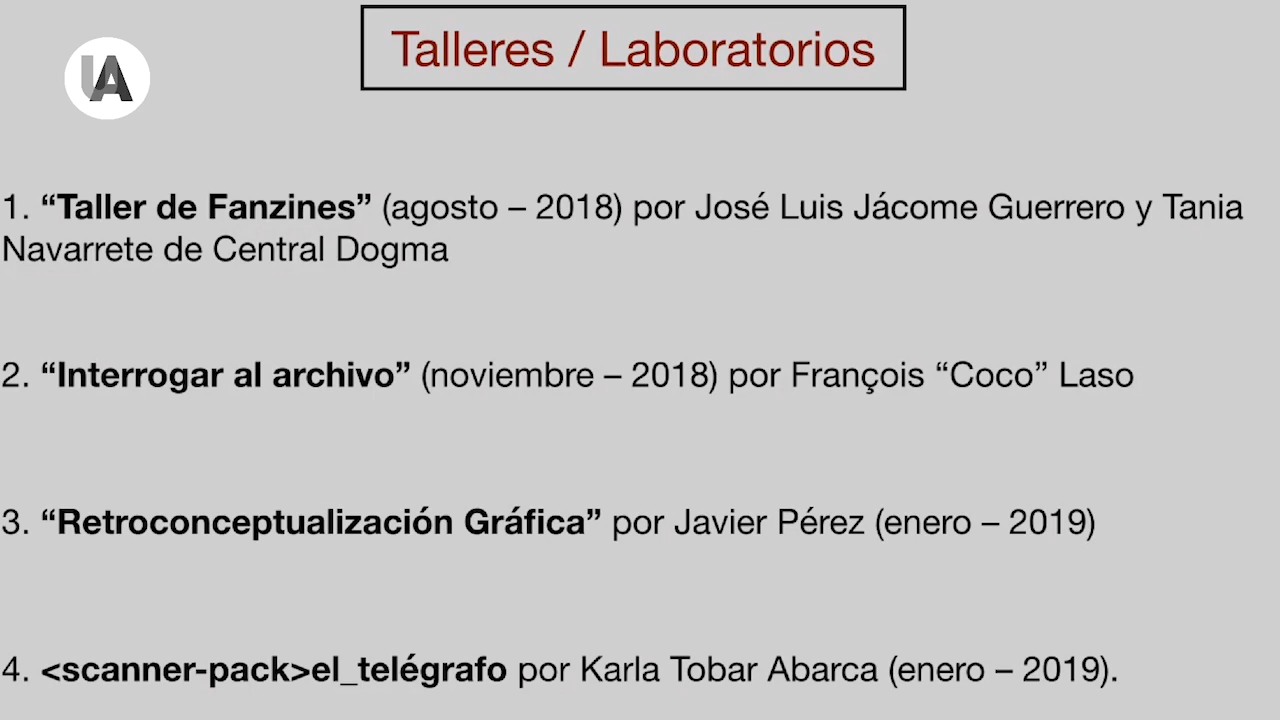 Talleres / Laboratorios
UA
1. “Taller de Fanzines” (agosto – 2018) por José Luis Jácome Guerrero y Tania
Navarrete de Central Dogma
2. “Interrogar al archivo” (noviembre – 2018) por François “Coco” Laso
3. “Retroconceptualización Gráfica” por Javier Pérez (enero – 2019)
4. <scanner-pack>el_telégrafo por Karla Tobar Abarca (enero – 2019).